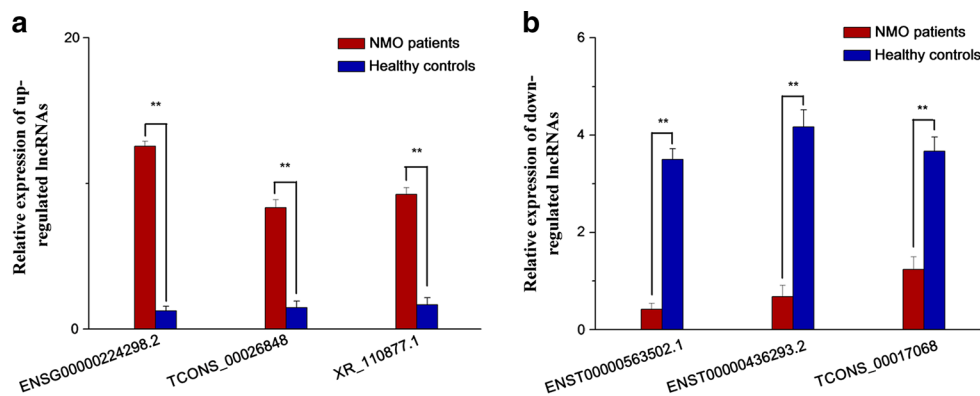 a
Relative expression of up-
regulated lncRNAs
20
10
0
NMO patients
Healthy controls
**
**
**
ENSG00000224298.2
TCONS_00026848
XR_110877.1
b
Relative expression of down-
regulated lncRNAs
6
4
2
0
NMO patients
Healthy controls
**
**
**
ENST00000563502.1
ENST00000436293.2
TCONS_00017068